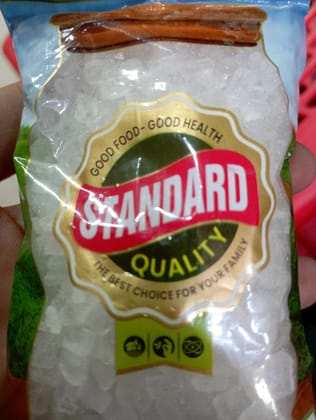 GOOD FOOD- GOOD HEALTH
STANDARD
QUALITY
THE BEST CHOICE FOR YOUR FAMILY